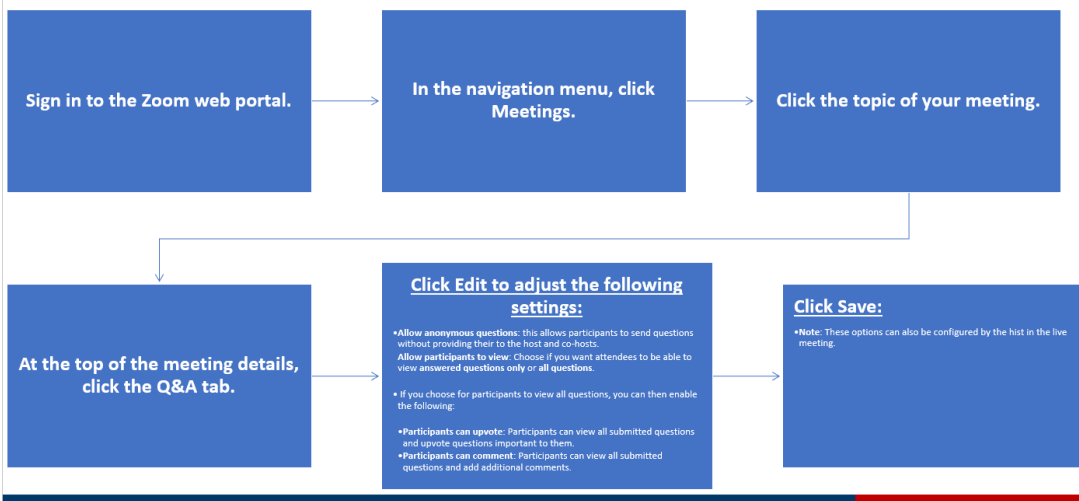 Sign in to the Zoom web portal.
In the navigation menu, click
Meetings.
Click the topic of your meeting.
At the top of the meeting details,
click the Q&A tab.
Click Edit to adjust the following
settings:
•Allow anonymous questions: this allows participants to send questions
without providing their to the host and co-hosts.
Allow participants to view: Choose if you want attendees to be able to
view answered questions only or all questions.
• If you choose for participants to view all questions, you can then enable
the following:
•Participants can upvote: Participants can view all submitted questions
and upvote questions important to them.
•Participants can comment: Participants can view all submitted
questions and add additional comments.
Click Save:
•Note: These options can also be configured by the hist in the live
meeting.